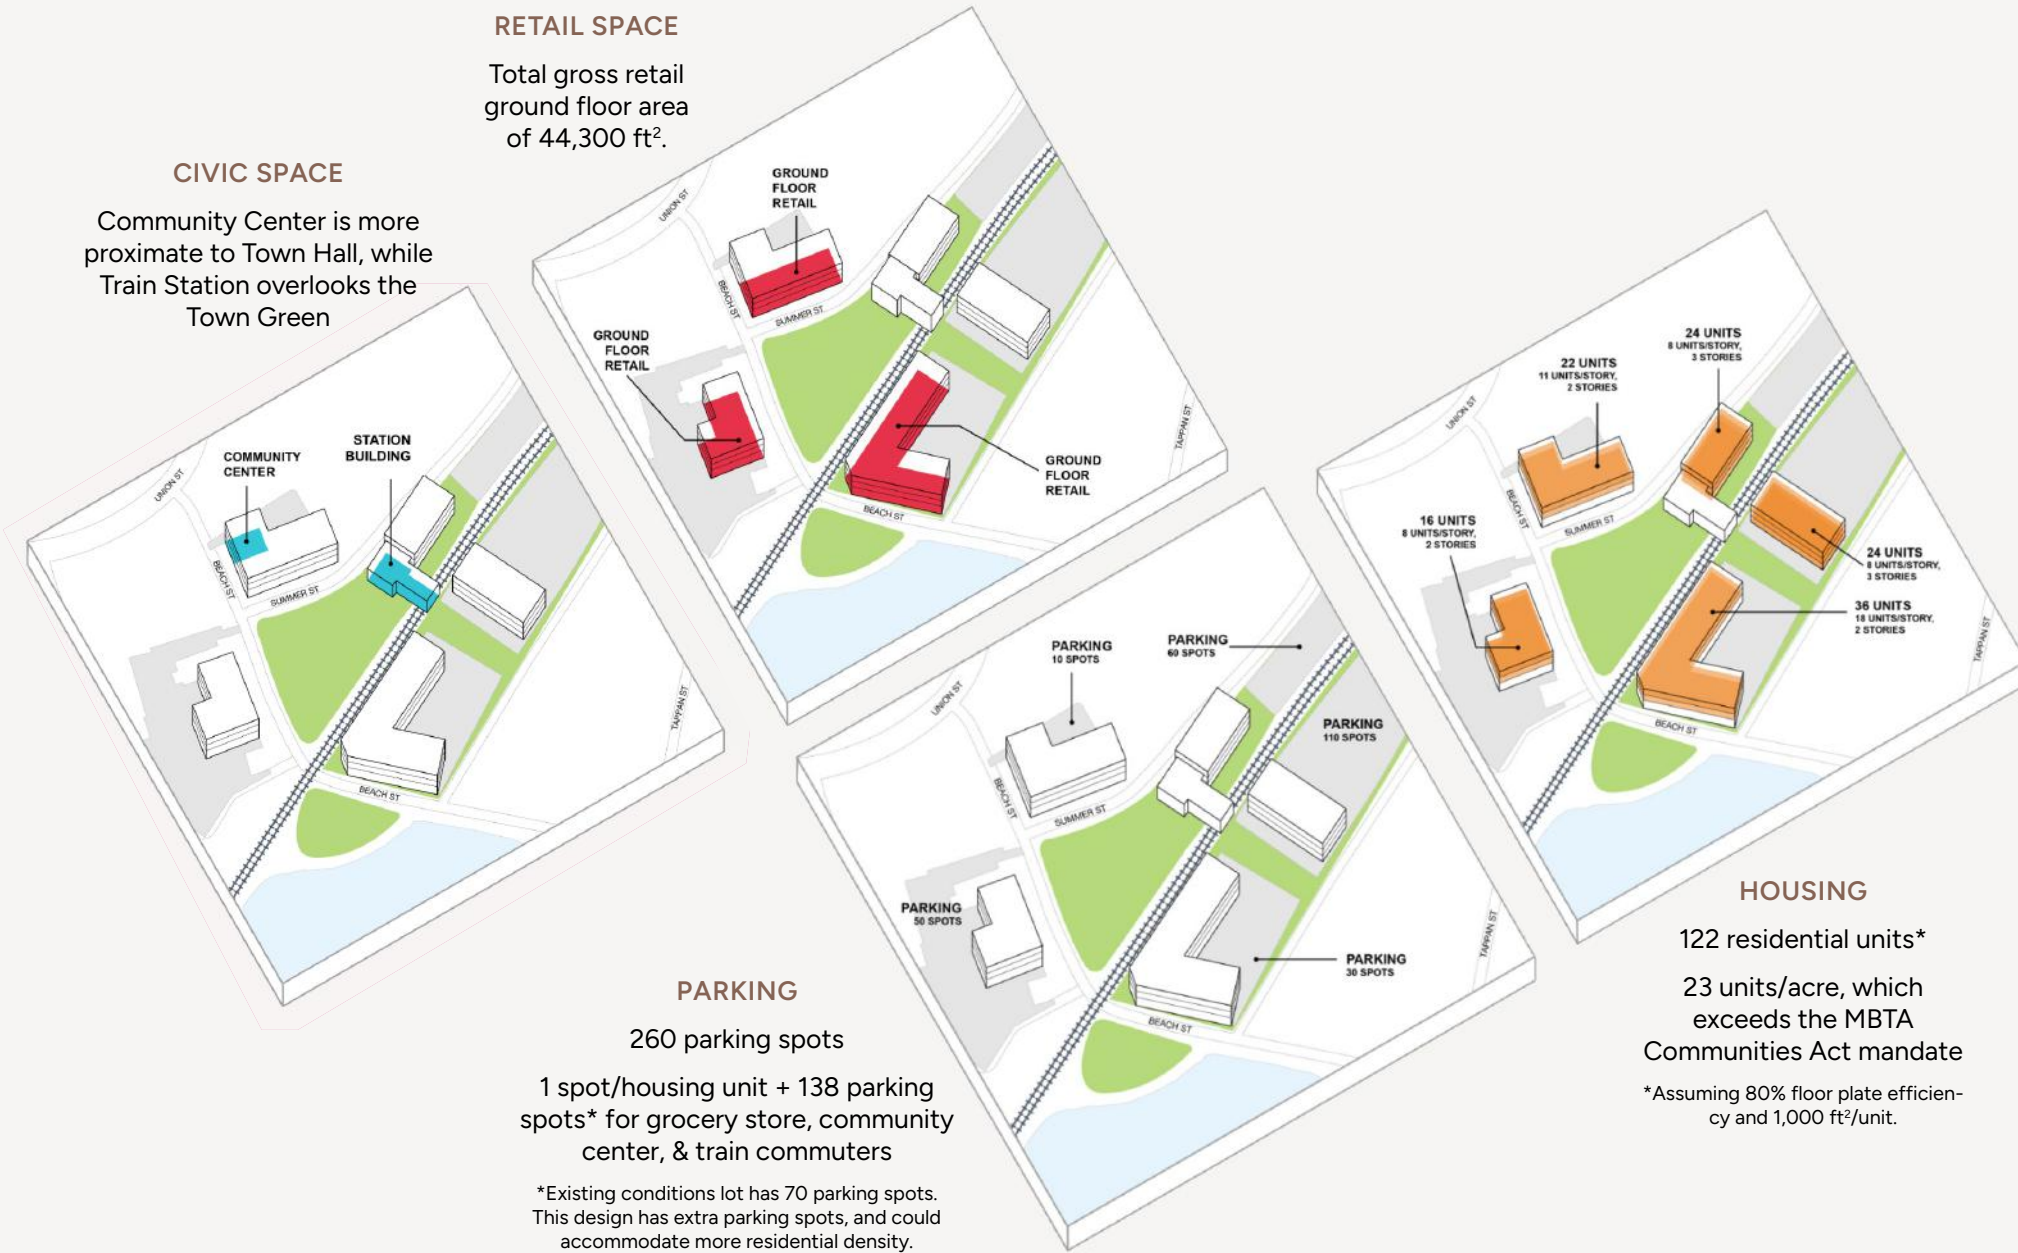 RETAIL SPACE
Total gross retail
ground floor area
of 44,300 ft².
CIVIC SPACE
Community Center is more
proximate to Town Hall, while
Train Station overlooks the
Town Green
COMMUNITY
CENTER
STATION
BUILDING
UNION ST
BEACH ST
SUMMER ST
BEACH ST
TAPPAN ST
GROUND
FLOOR
RETAIL
GROUND
FLOOR
RETAIL
GROUND
FLOOR
RETAIL
UNION ST
BEACH ST
SUMMER ST
BEACH ST
TAPPAN ST
PARKING
10 SPOTS
PARKING
60 SPOTS
PARKING
110 SPOTS
PARKING
50 SPOTS
PARKING
30 SPOTS
UNION ST
BEACH ST
SUMMER ST
BEACH ST
TAPPAN ST
PARKING
260 parking spots
1 spot/housing unit + 138 parking
spots* for grocery store, community
center, & train commuters
*Existing conditions lot has 70 parking spots.
This design has extra parking spots, and could
accommodate more residential density.
24 UNITS
8 UNITS/STORY,
3 STORIES
22 UNITS
11 UNITS/STORY,
2 STORIES
16 UNITS
8 UNITS/STORY,
2 STORIES
24 UNITS
8 UNITS/STORY,
3 STORIES
36 UNITS
18 UNITS/STORY,
2 STORIES
UNION ST
BEACH ST
SUMMER ST
BEACH ST
TAPPAN ST
HOUSING
122 residential units*
23 units/acre, which
exceeds the MBTA
Communities Act mandate
*Assuming 80% floor plate efficien-
cy and 1,000 ft²/unit.